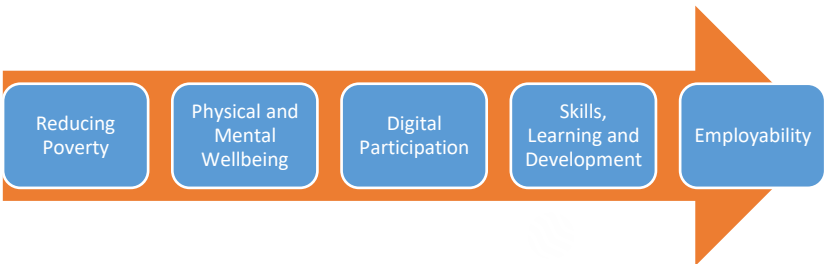 Reducing
Poverty
Physical and
Mental
Wellbeing
Digital
Participation
Skills,
Learning and
Development
Employability